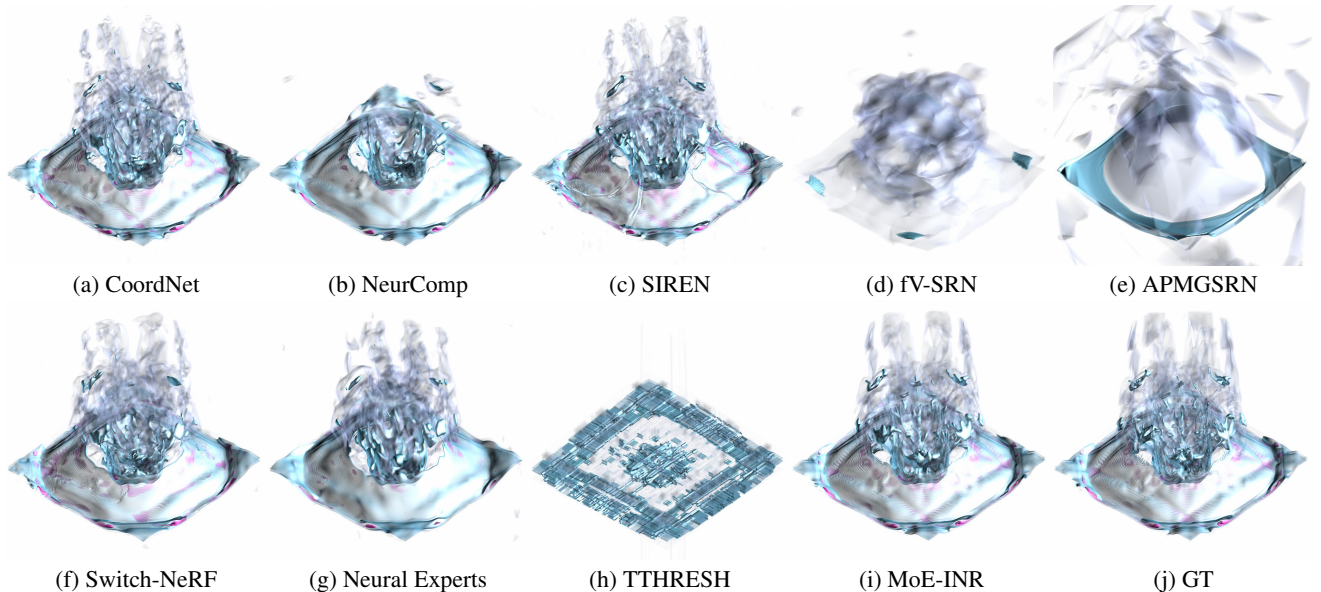 (a) CoordNet
(b) NeurComp
(c) SIREN
(d) fV-SRN
(e) APMGSRN
(f) Switch-NeRF
(g) Neural Experts
(h) TTHRESH
(i) MoE-INR
(j) GT